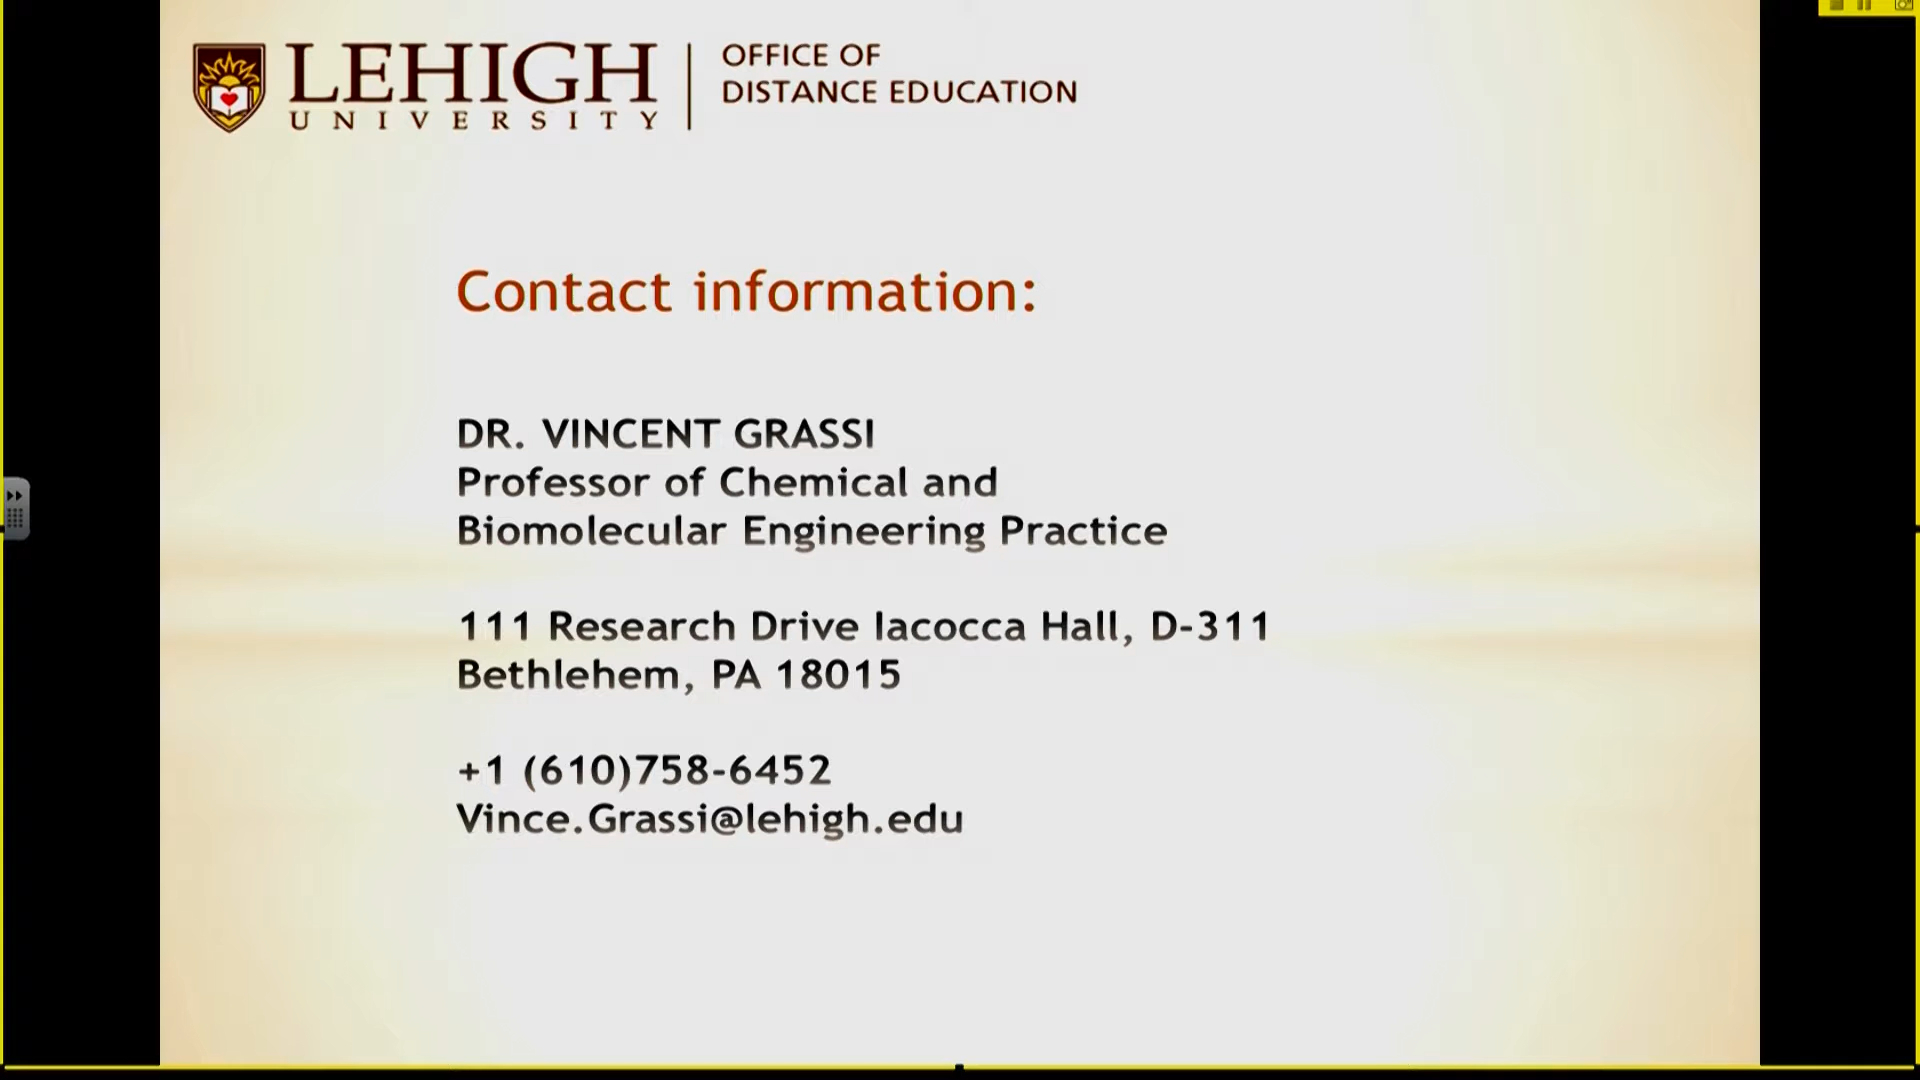 LEHIGH
UNIVERSITY
OFFICE OF
DISTANCE EDUCATION
Contact information:
DR. VINCENT GRASSI
Professor of Chemical and
Biomolecular Engineering Practice
111 Research Drive Iacocca Hall, D-311
Bethlehem, PA 18015
+1 (610)758-6452
Vince.Grassi@lehigh.edu